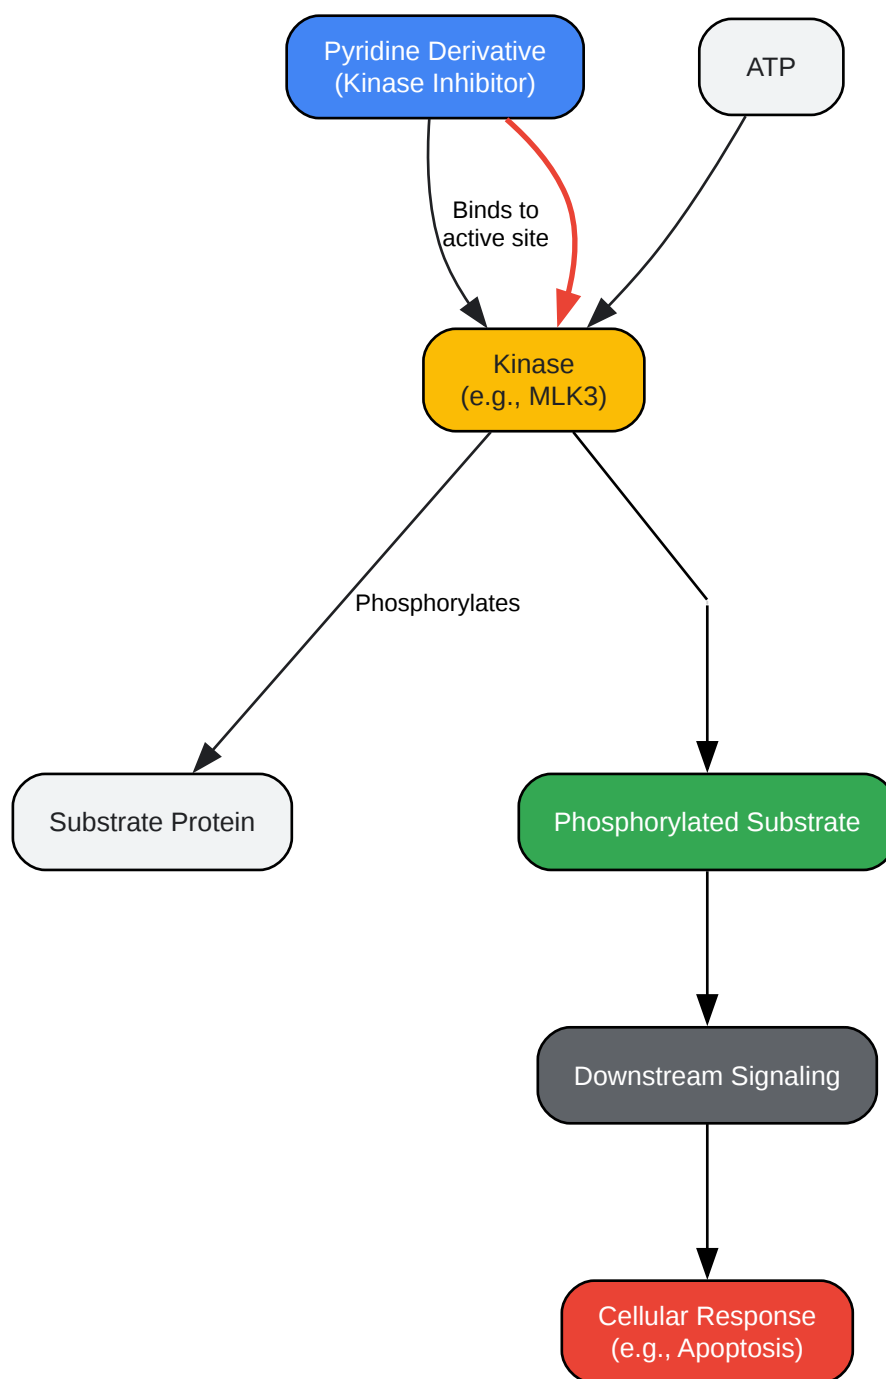 Pyridine Derivative
(Kinase Inhibitor)
ATP
Binds to
active site
Kinase
(e.g., MLK3)
Phosphorylates
Substrate Protein
Phosphorylated Substrate
Downstream Signaling
Cellular Response
(e.g., Apoptosis)